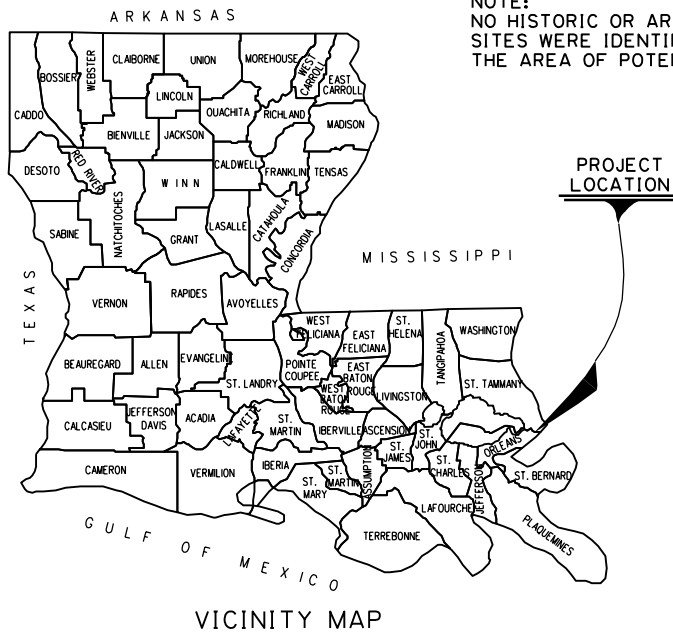 ARKANSAS
NOTE:
NO HISTORIC OR AR
SITES WERE IDENTIF
THE AREA OF POTEN
CADDO
BOSSIER
WEBSTER
CLAIBORNE
UNION
MOREHOUSE
WEST
CARROLL
EAST
CARROLL
LINCOLN
OUACHITA
RICHLAND
MADISON
BIENVILLE
JACKSON
DESOTO
RED RIVER
WINN
CALDWELL
FRANKLIN
TENSAS
PROJECT
LOCATION
SABINE
NATCHITOCHES
GRANT
LASALLE
CATAHOULA
CONCORDIA
MISSISSIPPI
TEXAS
VERNON
RAPIDES
AVOYELLES
WEST
FELICIANA
EAST
FELICIANA
ST.
HELENA
TANGIPAHOA
WASHINGTON
BEAUREGARD
ALLEN
EVANGELINE
ST. LANDRY
POINTE
COUPEE
WEST
BATON
ROUGE
EAST
BATON
ROUGE
LIVINGSTON
ST. TAMMANY
CALCASIEU
JEFFERSON
DAVIS
ACADIA
LAFAYETTE
ST.
MARTIN
IBERVILLE
ASCENSION
ST.
JAMES
ST.
JOHN
ST.
CHARLES
ORLEANS
JEFFERSON
ST. BERNARD
CAMERON
VERMILION
IBERIA
ST.
MARTIN
ST.
MARY
ASSUMPTION
LAFOURCHE
TERREBONNE
PLAQUEMINES
GULF OF MEXICO
VICINITY MAP